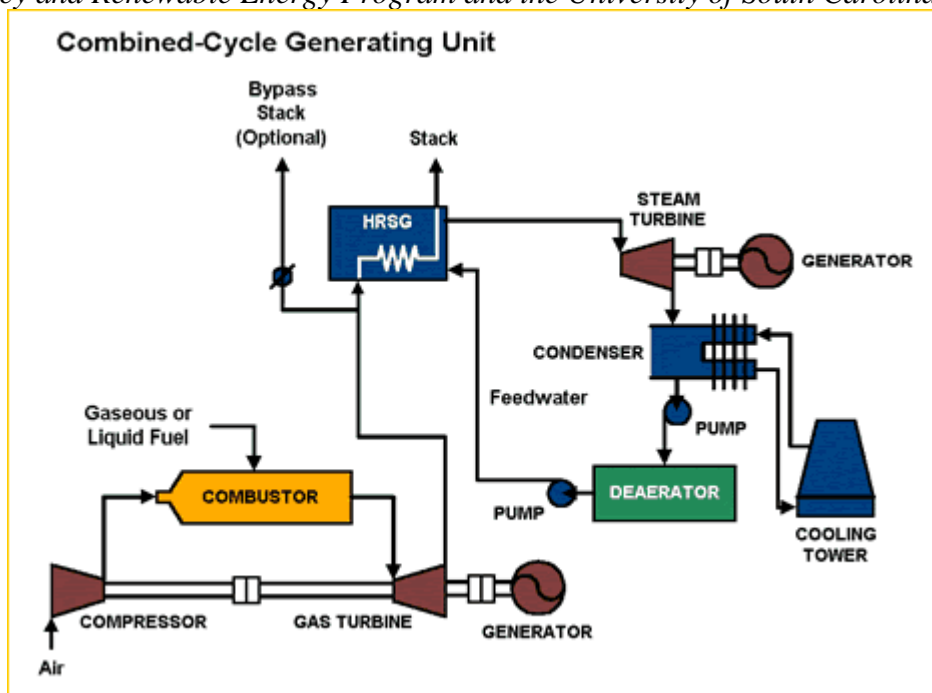 cy and Renewable Energy Program and the University of South Carolina
Combined-Cycle Generating Unit
Bypass
Stack
(Optional)
Stack
HRSG
STEAM
TURBINE
GENERATOR
CONDENSER
Feedwater
PUMP
Gaseous or
Liquid Fuel
COMBUSTOR
DEAERATOR
PUMP
COOLING
TOWER
COMPRESSOR
GAS TURBINE
GENERATOR
Air